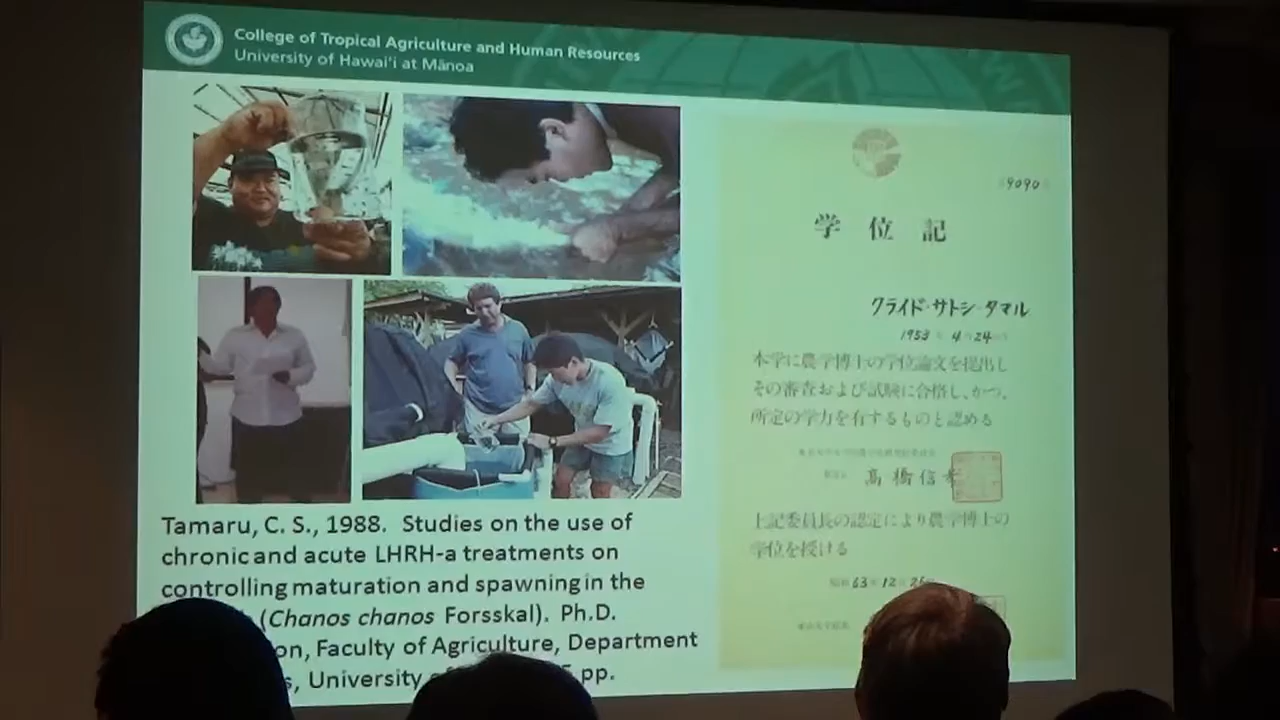 College of Tropical Agriculture and Human Resources
University of Hawai'i at Mānoa
9090
学位記
クライド・サトシ・タマル
1953 年 4 月 24
本学に農学博士の学位論文を提出し
その審査および試験に合格し、かつ、
所定の学力を有するものと認める
高橋信孝
上記委員長の認定により農学博士の
学位を授ける
昭和 63 年 12 月 26
Tamaru, C. S., 1988. Studies on the use of
chronic and acute LHRH-a treatments on
controlling maturation and spawning in the
(Chanos chanos Forsskal). Ph.D.
on, Faculty of Agriculture, Department
s, University
pp.